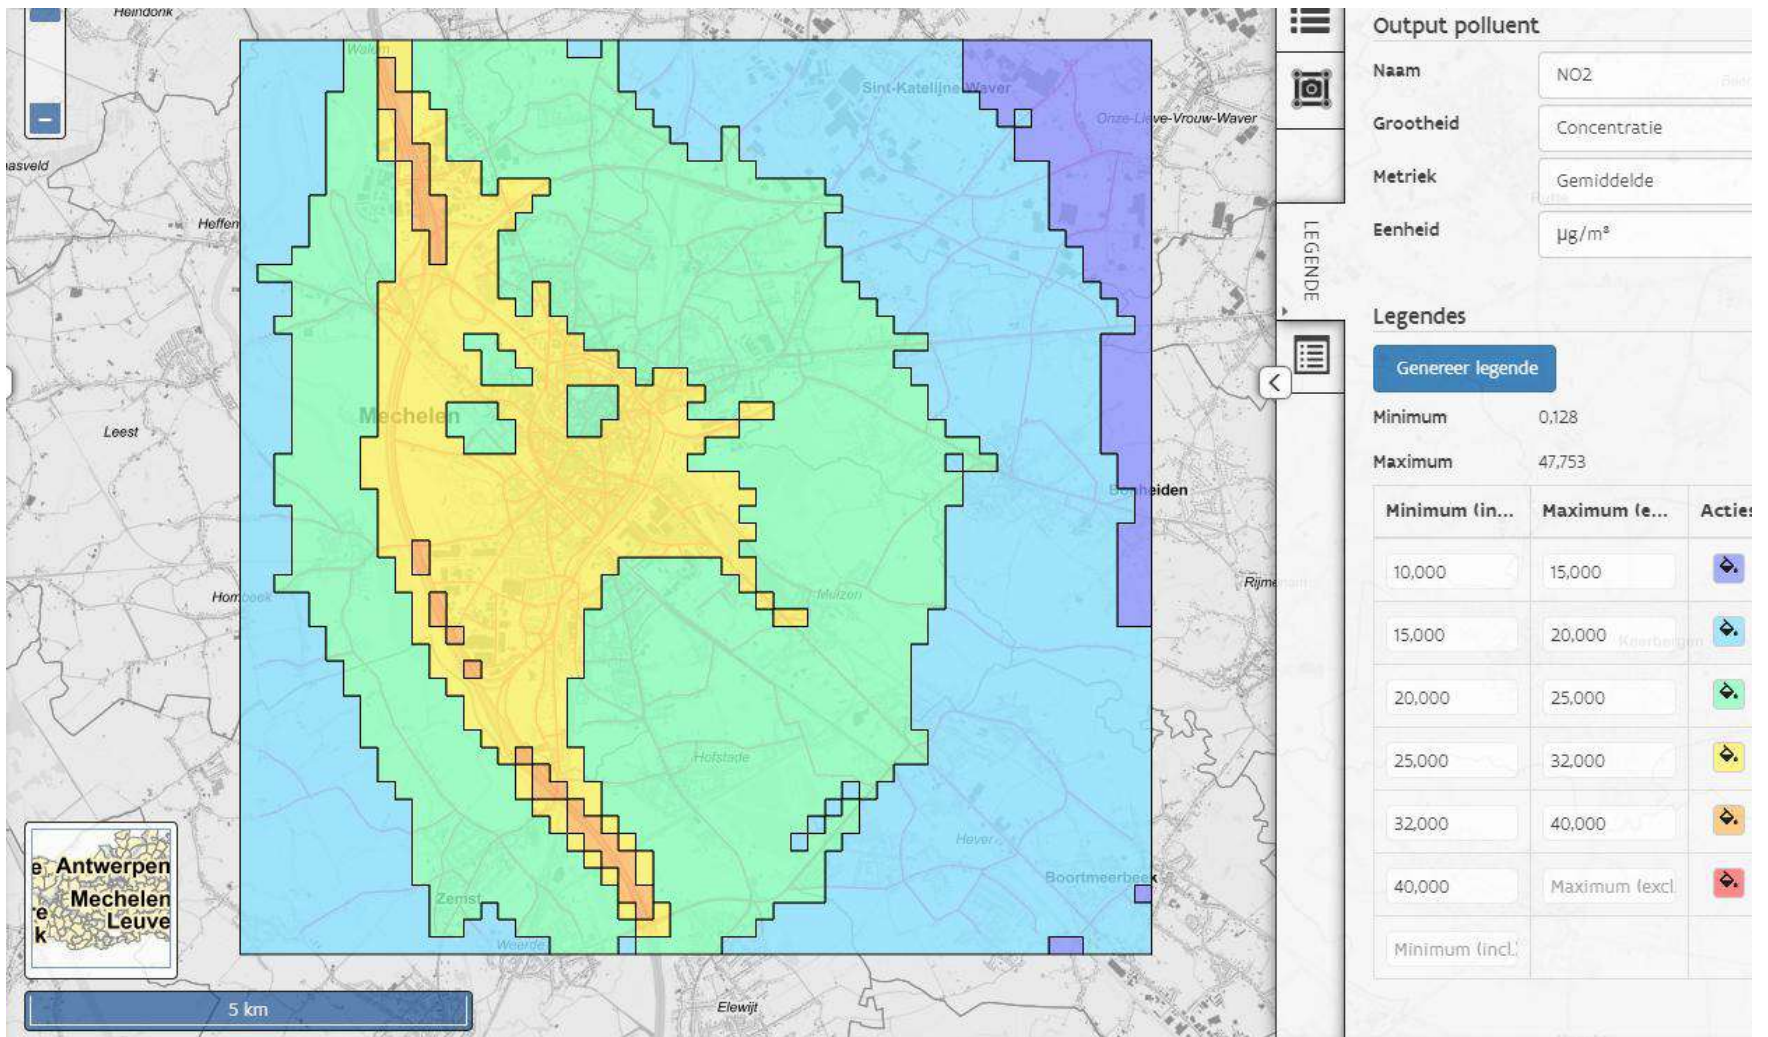 Heindonk
Walem
Sint-Katelijne-Waver
Onze-Lieve-Vrouw-Waver
aasveld
Heffen
Mechelen
Leest
Bonheiden
Hombeek
Muizen
Rijmenam
Hofstade
Hever
Boortmeerbeek
Zemst
Weerde
Elewijt
e Antwerpen
Mechelen
e Leuve
k
5 km
LEGENDE
Output polluent
Naam NO2
Grootheid Concentratie
Metriek Gemiddelde
Eenheid µg/m³
Legendes
Genereer legende
Minimum 0,128
Maximum 47,753
Minimum (in... Maximum (e... Acties
10,000 15,000
15,000 20,000
Keerbergen
20,000 25,000
25,000 32,000
32,000 40,000
40,000 Maximum (excl
Minimum (incl.)